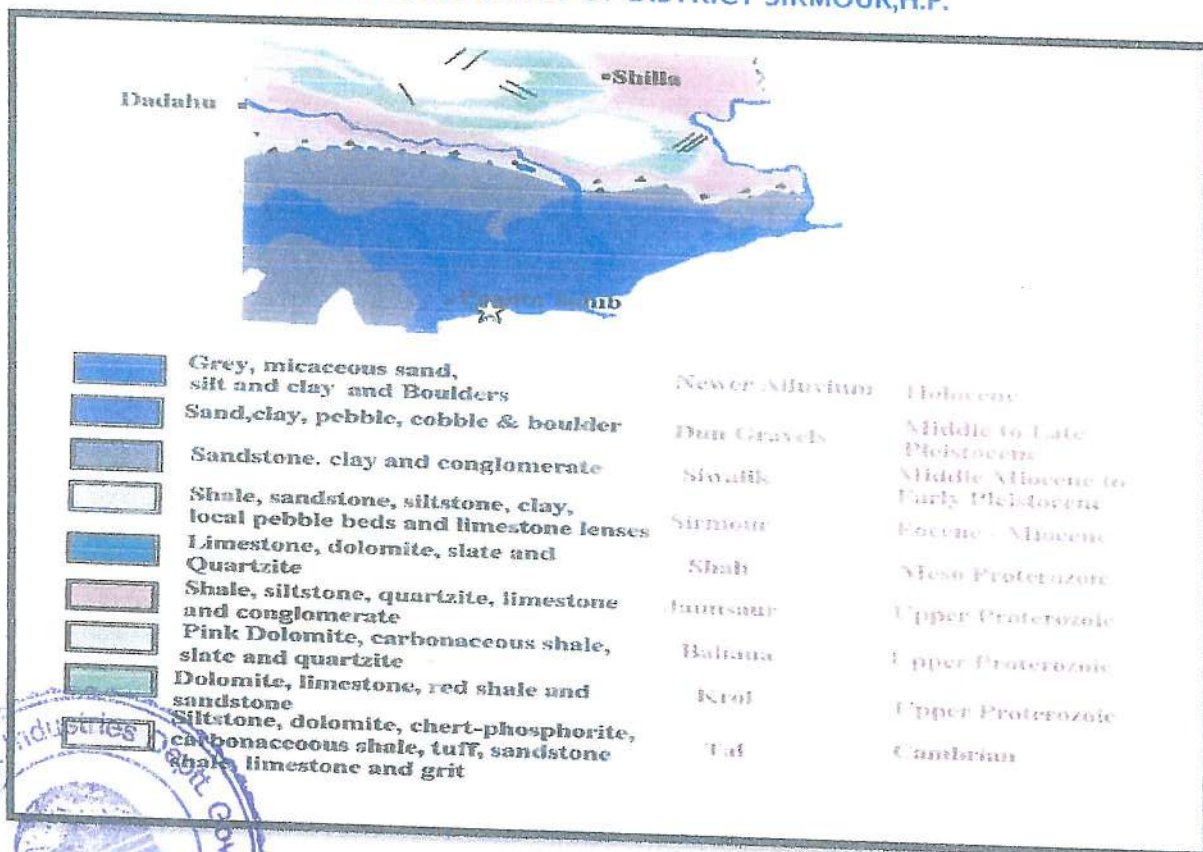 DISTRICT SIRMOUR,H.P.
Shilla
Dadahu
Grey, micaceous sand,
silt and clay and Boulders
Newer Alluvium
Holocene
Sand,clay, pebble, cobble & boulder
Dun Gravels
Middle to Late
Pleistocene
Sandstone. clay and conglomerate
Siwalik
Middle Miocene to
Early Pleistocene
Shale, sandstone, siltstone, clay,
local pebble beds and limestone lenses
Sirmour
Eocene - Miocene
Limestone, dolomite, slate and
Quartzite
Shali
Meso Proterozoic
Shale, siltstone, quartzite, limestone
and conglomerate
Jaunsaur
Upper Proterozoic
Pink Dolomite, carbonaceous shale,
slate and quartzite
Baliana
Upper Proterozoic
Dolomite, limestone, red shale and
sandstone
Krol
Upper Proterozoic
Siltstone, dolomite, chert-phosphorite,
carbonaceoous shale, tuff, sandstone
shale, limestone and grit
Tal
Cambrian
Industries Deptt